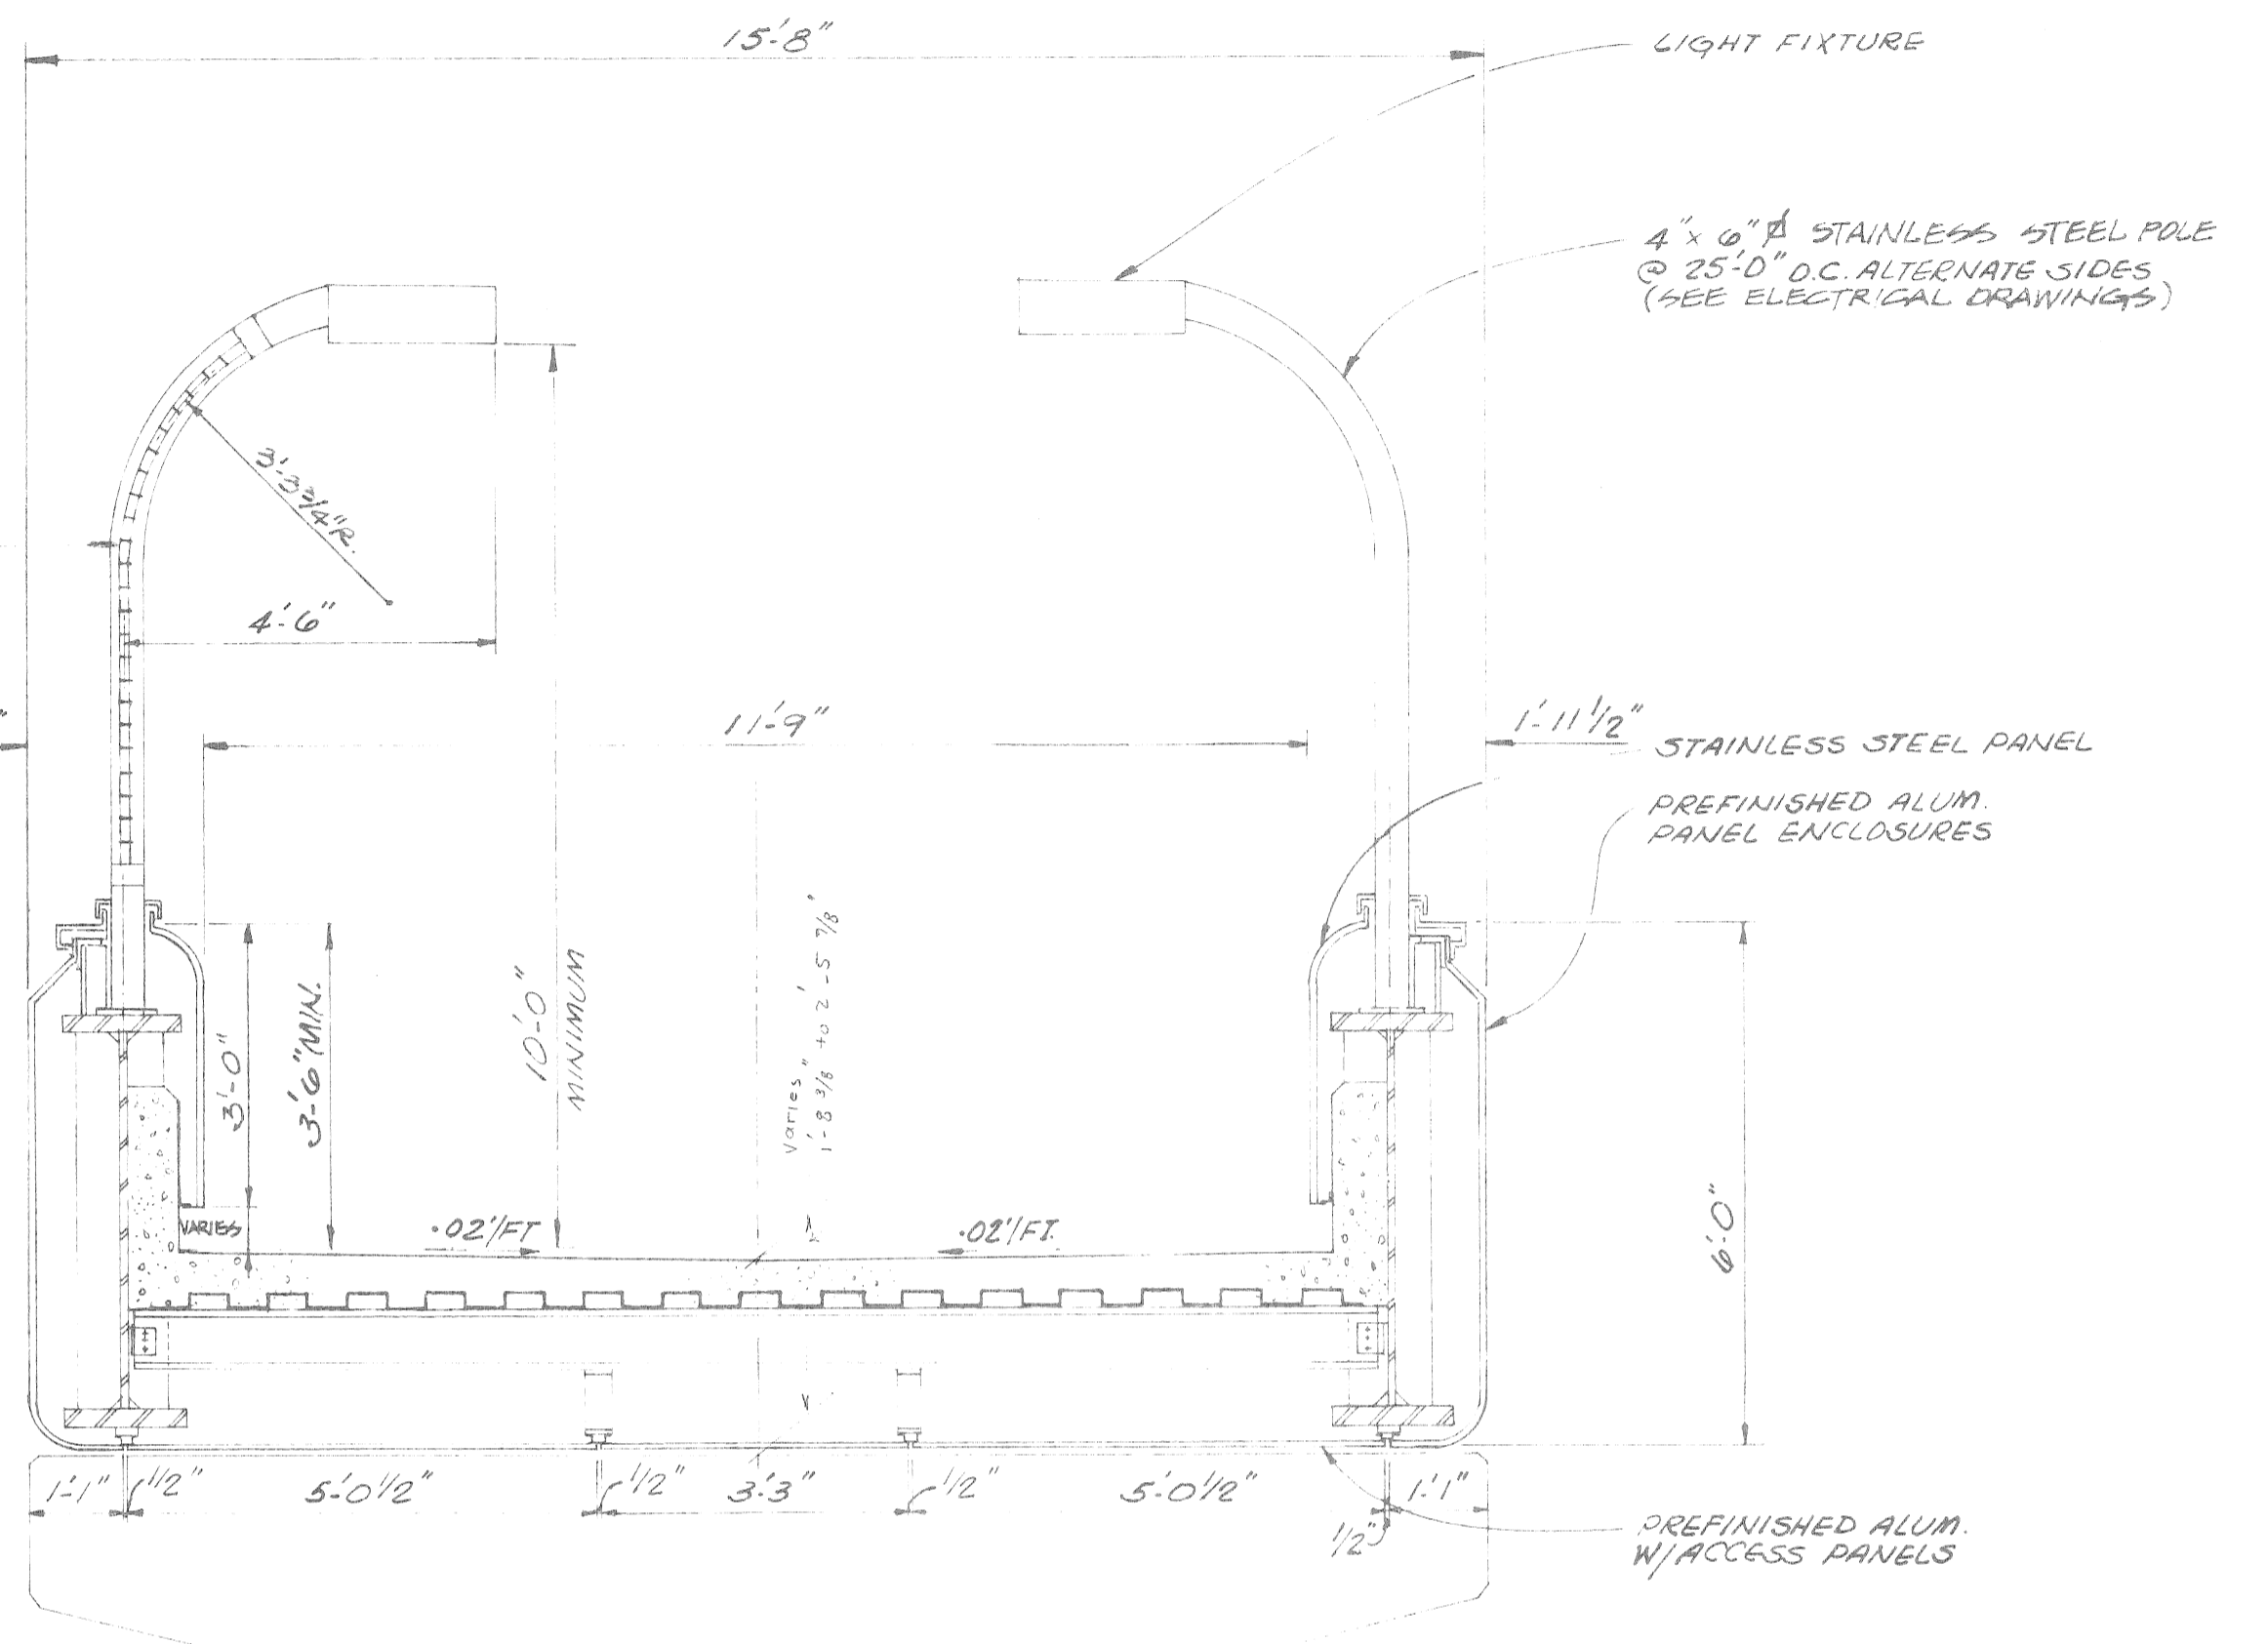 15'-8"
LIGHT FIXTURE
4" x 6" STAINLESS STEEL POLE
@ 25'-0" O.C. ALTERNATE SIDES
(SEE ELECTRICAL DRAWINGS)
3'-3 3/4" R.
4'-6"
11'-9"
1'-11 1/2"
STAINLESS STEEL PANEL
PREFINISHED ALUM.
PANEL ENCLOSURES
3'-0"
3'-6" MIN.
10'-0"
MINIMUM
varies
1'-8 3/8" to 2'-5 7/8"
6'-0"
VARIES
.02'/FT
.02'/FT.
1'-1"
1/2"
5'-0 1/2"
1/2"
3'-3"
1/2"
5'-0 1/2"
1/2"
1'-1"
PREFINISHED ALUM.
W/ACCESS PANELS